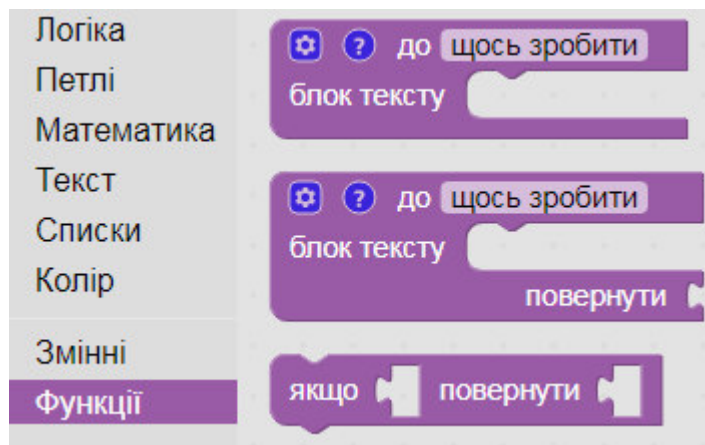 Логіка
Петлі
Математика
Текст
Списки
Колір
Змінні
Функції
? до щось зробити
блок тексту
? до щось зробити
блок тексту
повернути
якщо повернути